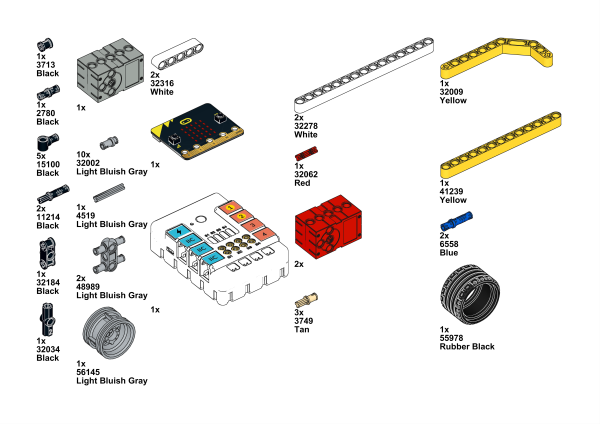 1x
3713
Black
1x
2780
Black
5x
15100
Black
2x
11214
Black
1x
32184
Black
1x
32034
Black
1x
10x
32002
Light Bluish Gray
1x
4519
Light Bluish Gray
2x
48989
Light Bluish Gray
1x
56145
Light Bluish Gray
2x
32316
White
1x
1x
2x
32278
White
1x
32062
Red
2x
3x
3749
Tan
1x
32009
Yellow
1x
41239
Yellow
2x
6558
Blue
1x
55978
Rubber Black